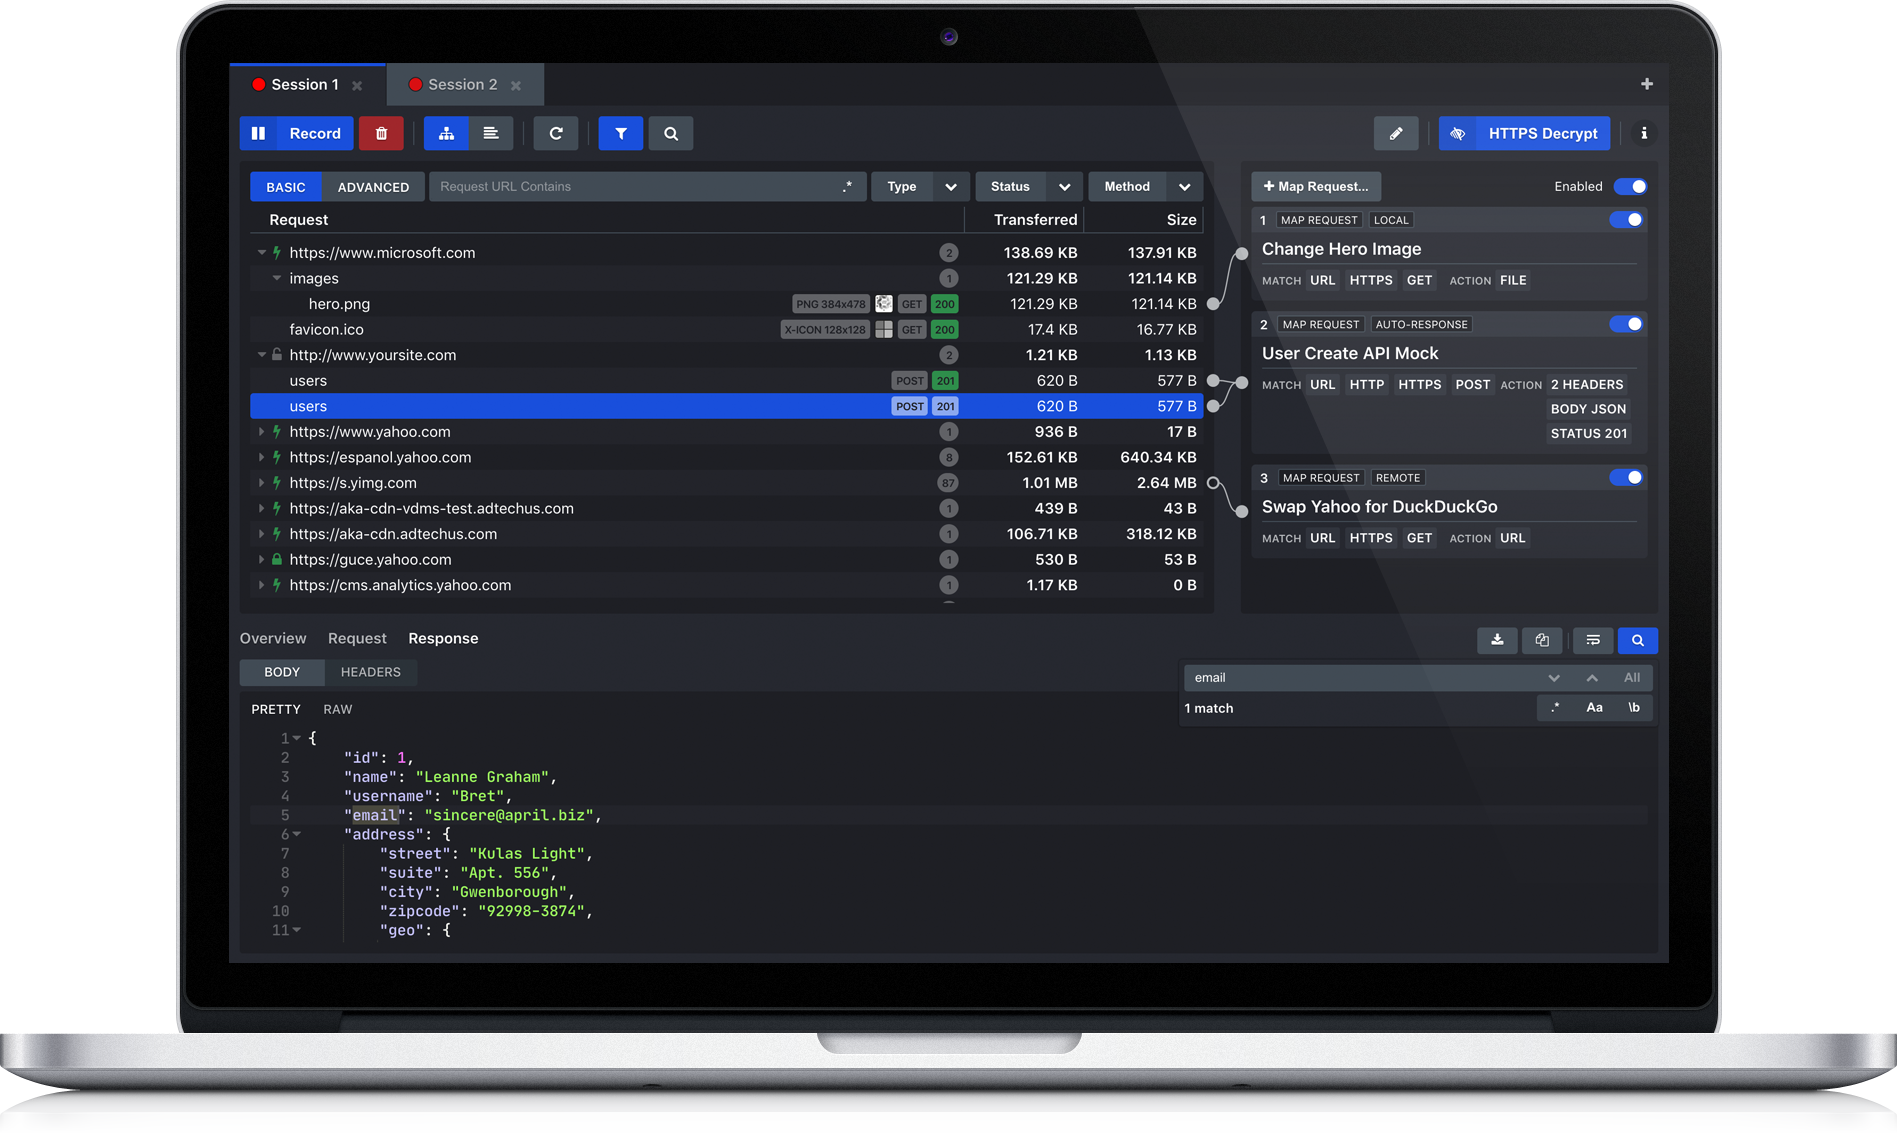 Session 1
Session 2
Record
HTTPS Decrypt
BASIC ADVANCED Request URL Contains .* Type Status Method
Request Transferred Size
https://www.microsoft.com 2 138.69 KB 137.91 KB
images 1 121.29 KB 121.14 KB
hero.png PNG 384x478 GET 200 121.29 KB 121.14 KB
favicon.ico X-ICON 128x128 GET 200 17.4 KB 16.77 KB
http://www.yoursite.com 2 1.21 KB 1.13 KB
users POST 201 620 B 577 B
users POST 201 620 B 577 B
https://www.yahoo.com 1 936 B 17 B
https://espanol.yahoo.com 8 152.61 KB 640.34 KB
https://s.yimg.com 87 1.01 MB 2.64 MB
https://aka-cdn-vdms-test.adtechus.com 1 439 B 43 B
https://aka-cdn.adtechus.com 1 106.71 KB 318.12 KB
https://guce.yahoo.com 1 530 B 53 B
https://cms.analytics.yahoo.com 1 1.17 KB 0 B
+ Map Request... Enabled
1 MAP REQUEST LOCAL
Change Hero Image
MATCH URL HTTPS GET ACTION FILE
2 MAP REQUEST AUTO-RESPONSE
User Create API Mock
MATCH URL HTTP HTTPS POST ACTION 2 HEADERS
BODY JSON
STATUS 201
3 MAP REQUEST REMOTE
Swap Yahoo for DuckDuckGo
MATCH URL HTTPS GET ACTION URL
Overview Request Response
BODY HEADERS
email All
1 match .* Aa \b
PRETTY RAW
1 {
2 "id": 1,
3 "name": "Leanne Graham",
4 "username": "Bret",
5 "email": "sincere@april.biz",
6 "address": {
7 "street": "Kulas Light",
8 "suite": "Apt. 556",
9 "city": "Gwenborough",
10 "zipcode": "92998-3874",
11 "geo": {